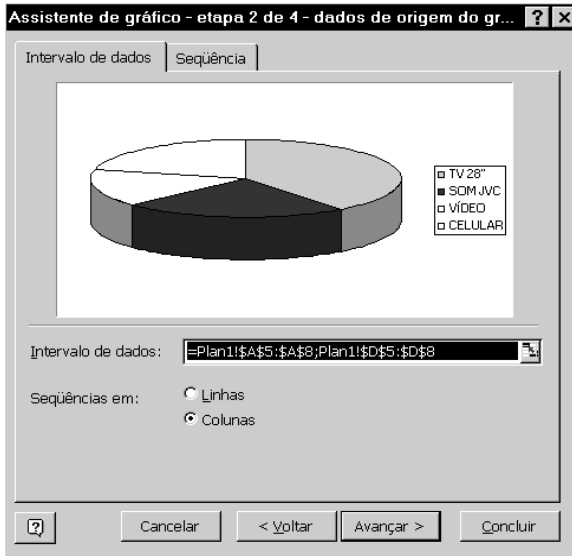 Assistente de gráfico - etapa 2 de 4 - dados de origem do gr...
Intervalo de dados
Seqüência
TV 28"
SOM JVC
VÍDEO
CELULAR
Intervalo de dados:
=Plan1!$A$5:$A$8;Plan1!$D$5:$D$8
Seqüências em:
Linhas
Colunas
Cancelar
< Voltar
Avançar >
Concluir